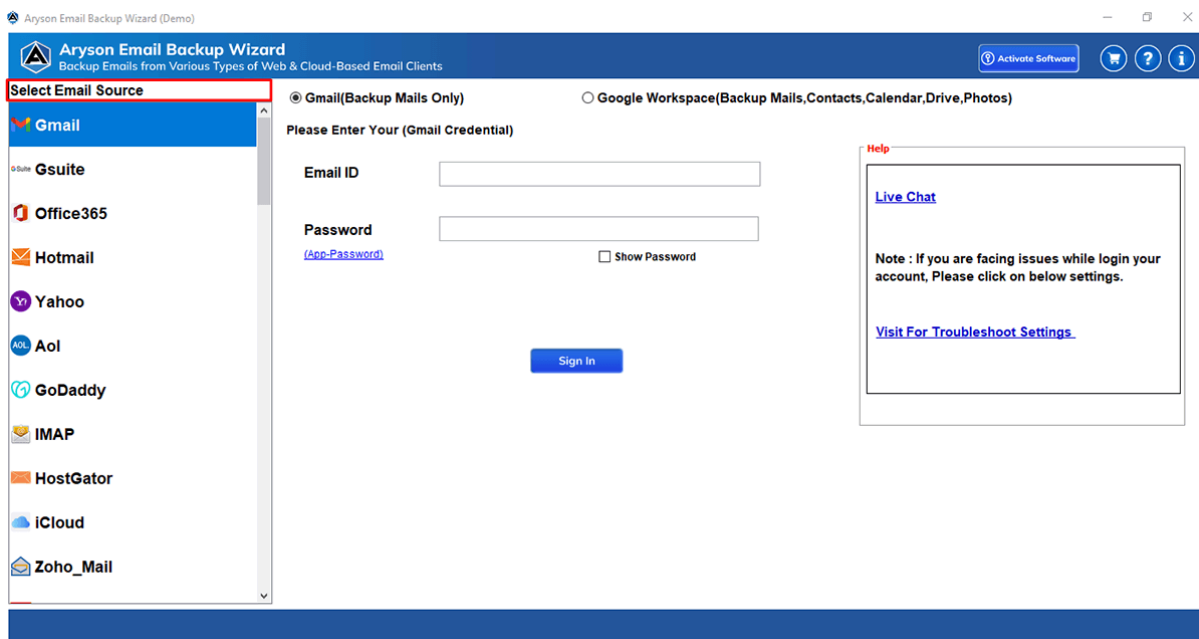 Aryson Email Backup Wizard (Demo)
Aryson Email Backup Wizard
Backup Emails from Various Types of Web & Cloud-Based Email Clients
Activate Software
Select Email Source
Gmail
G Suite Gsuite
Office365
Hotmail
Yahoo
AOL. Aol
GoDaddy
IMAP
HostGator
iCloud
Zoho_Mail
Gmail(Backup Mails Only)
Google Workspace(Backup Mails,Contacts,Calendar,Drive,Photos)
Please Enter Your (Gmail Credential)
Email ID
Password
(App-Password)
Show Password
Sign In
Help
Live Chat
Note : If you are facing issues while login your
account, Please click on below settings.
Visit For Troubleshoot Settings